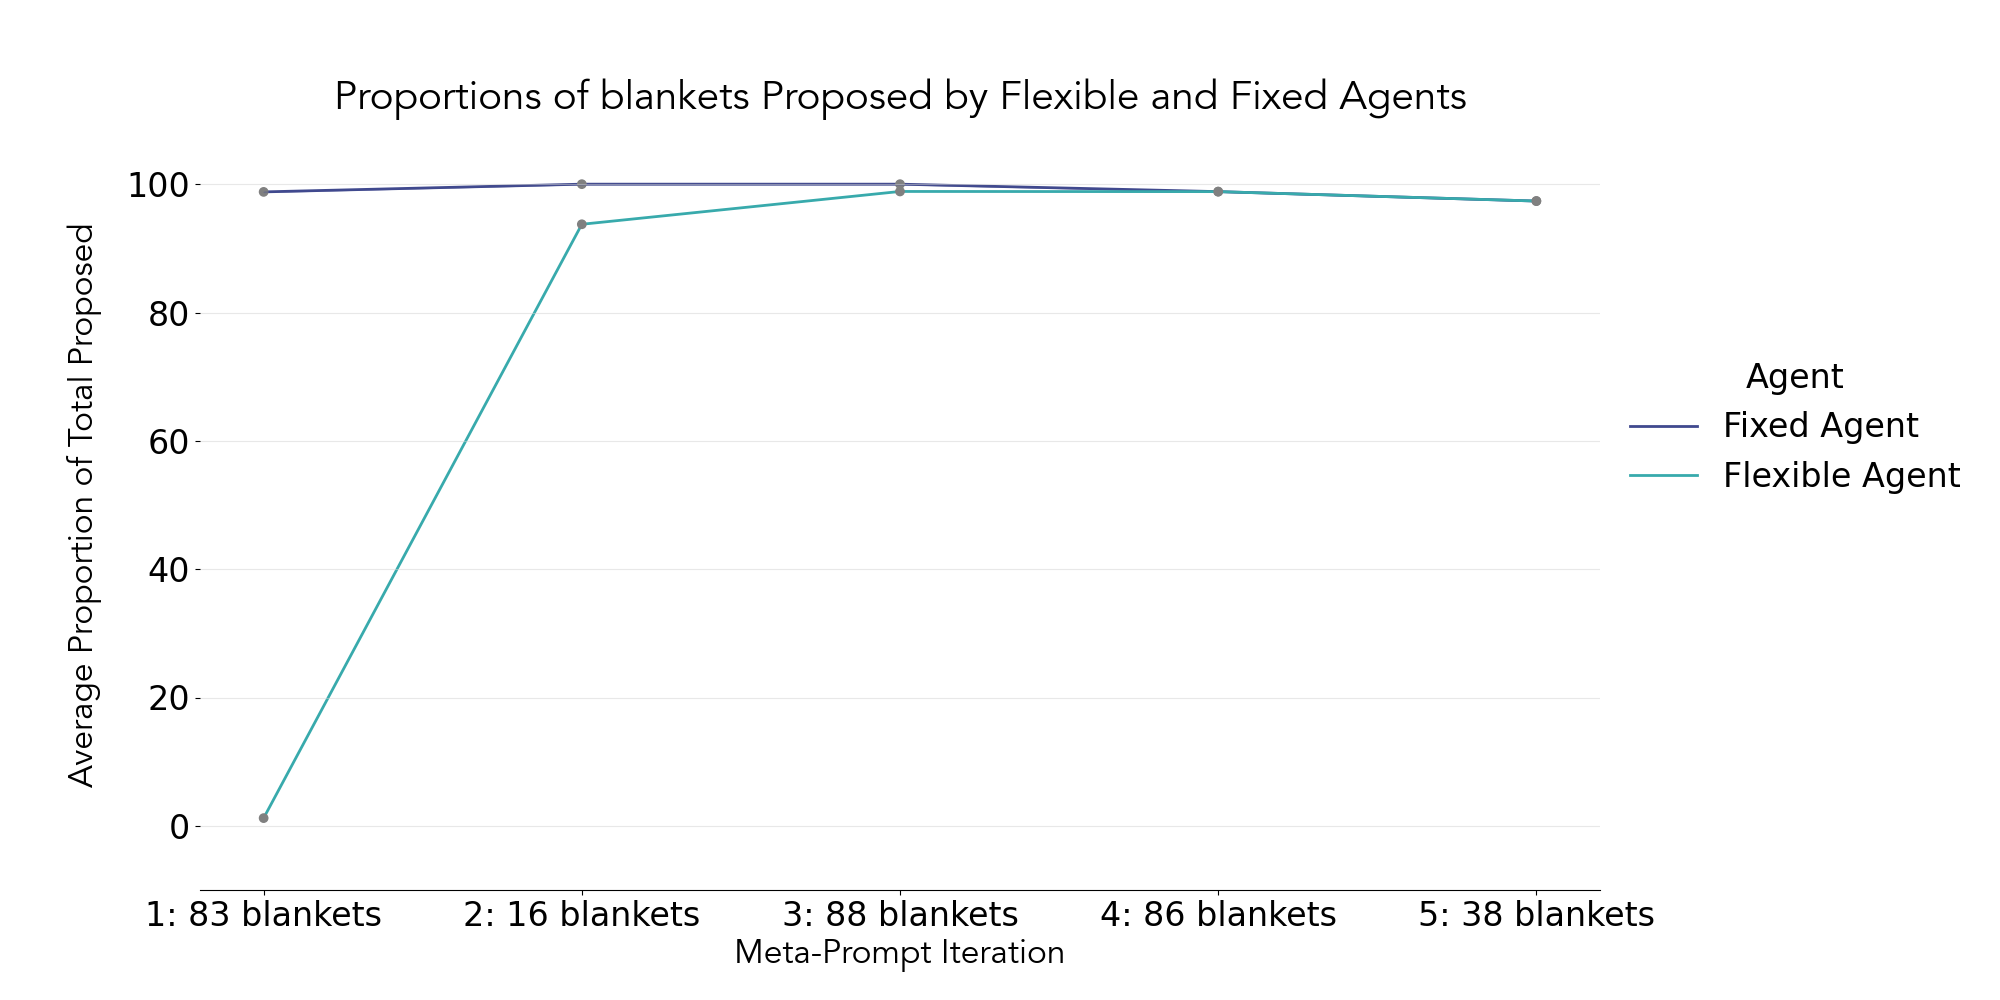 Proportions of blankets Proposed by Flexible and Fixed Agents
Average Proportion of Total Proposed
100
80
60
40
20
0
1: 83 blankets
2: 16 blankets
3: 88 blankets
4: 86 blankets
5: 38 blankets
Meta-Prompt Iteration
Agent
Fixed Agent
Flexible Agent